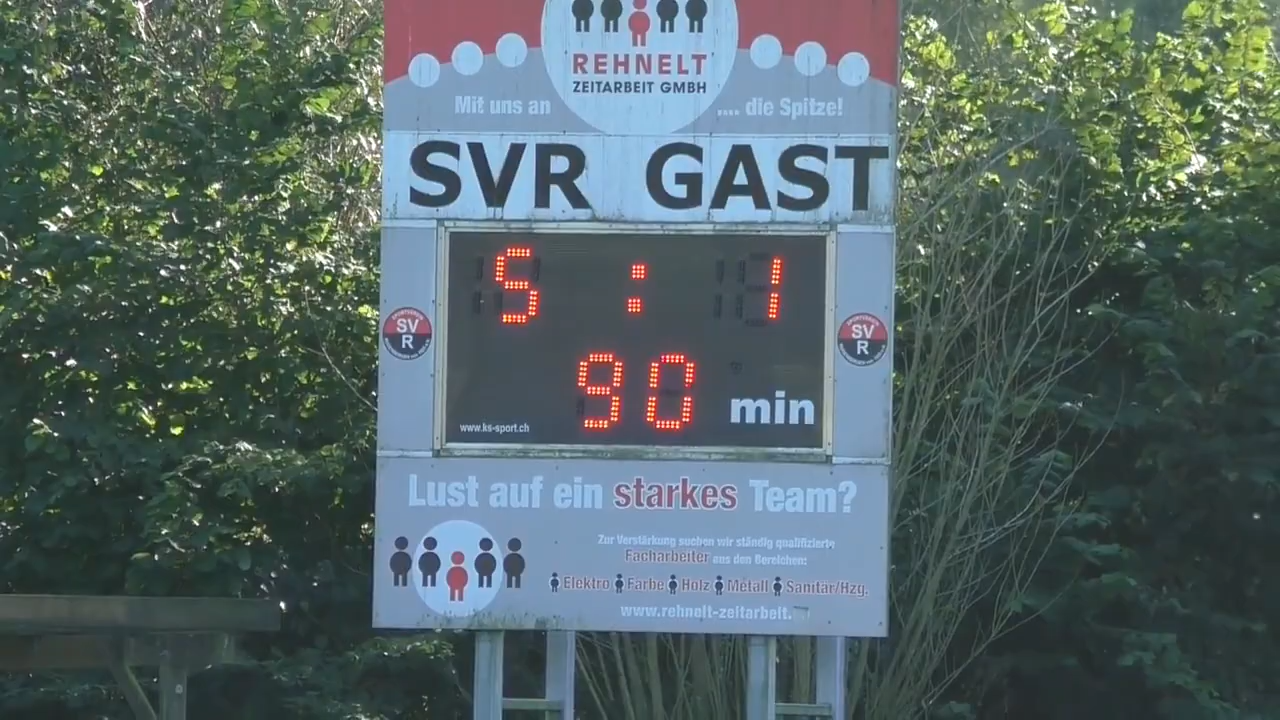 REHNELT
ZEITARBEIT GMBH
Mit uns an .... die Spitze!
SVR GAST
5 : 1
SV
R
SV
R
90 min
www.ks-sport.ch
Lust auf ein starkes Team?
Zur Verstärkung suchen wir ständig qualifizierte
Facharbeiter aus den Bereichen:
Elektro Farbe Holz Metall Sanitär/Hzg.
www.rehnelt-zeitarbeit.